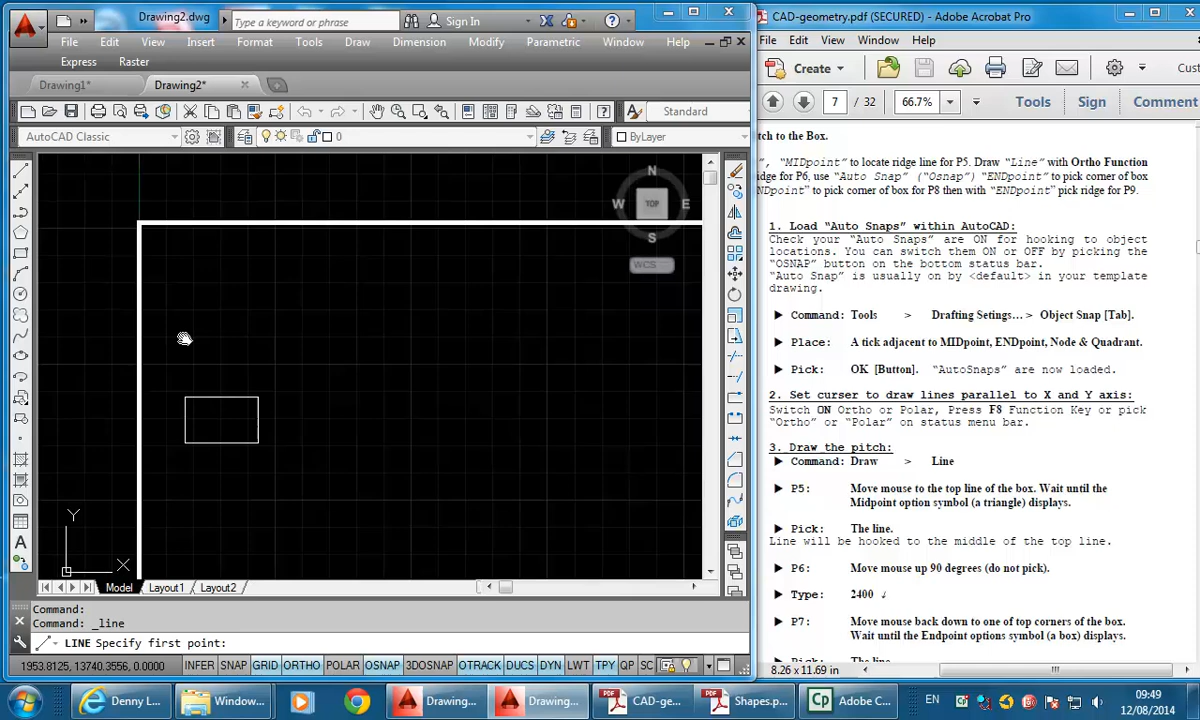 Drawing2.dwg
Type a keyword or phrase
Sign In
File Edit View Insert Format Tools Draw Dimension Modify Parametric Window Help
Express Raster
Drawing1* Drawing2*
Standard
AutoCAD Classic
0
ByLayer
N
W TOP E
S
WCS
Y
X
Model Layout1 Layout2
Command:
Command: _line
LINE Specify first point:
1953.8125, 13740.3556, 0.0000 INFER SNAP GRID ORTHO POLAR OSNAP 3DOSNAP OTRACK DUCS DYN LWT TPY QP SC
CAD-geometry.pdf (SECURED) - Adobe Acrobat Pro
File Edit View Window Help
Create
Cust
7 / 32 66.7% Tools Sign Comment
tch to the Box.
", "MIDpoint" to locate ridge line for P5. Draw "Line" with Ortho Function
idge for P6, use "Auto Snap" ("Osnap") "ENDpoint" to pick corner of box
NDpoint" to pick corner of box for P8 then with "ENDpoint" pick ridge for P9.
1. Load "Auto Snaps" within AutoCAD:
Check your "Auto Snaps" are ON for hooking to object
locations. You can switch them ON or OFF by picking the
"OSNAP" button on the bottom status bar.
"Auto Snap" is usually on by <default> in your template
drawing.
► Command: Tools > Drafting Setings... > Object Snap [Tab].
► Place: A tick adjacent to MIDpoint, ENDpoint, Node & Quadrant.
► Pick: OK [Button]. "AutoSnaps" are now loaded.
2. Set curser to draw lines parallel to X and Y axis:
Switch ON Ortho or Polar, Press F8 Function Key or pick
"Ortho" or "Polar" on status menu bar.
3. Draw the pitch:
► Command: Draw > Line
► P5: Move mouse to the top line of the box. Wait until the
Midpoint option symbol (a triangle) displays.
► Pick: The line.
Line will be hooked to the middle of the top line.
► P6: Move mouse up 90 degrees (do not pick).
► Type: 2400 ↲
► P7: Move mouse back down to one of top corners of the box.
Wait until the Endpoint options symbol (a box) displays.
Pick: The line
8.26 x 11.69 in
Denny L... Window... Drawing... Drawing... CAD-ge... Shapes.p... Adobe C... EN 09:49
12/08/2014